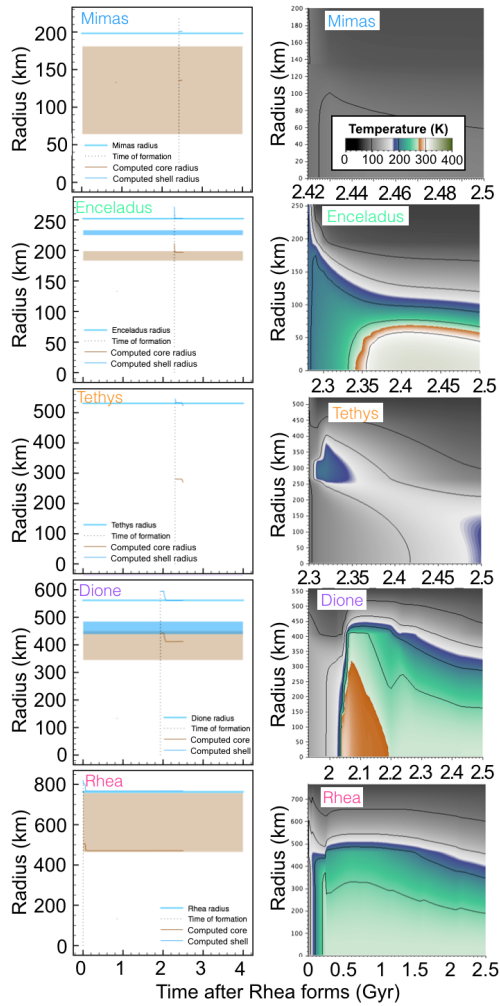 Mimas
Radius (km)
200
150
100
50
0
Mimas radius
Time of formation
Computed core radius
Computed shell radius
Radius (km)
200
180
160
140
120
100
80
60
40
20
0
Temperature (K)
0 100 200 300 400
2.42 2.44 2.46 2.48 2.5
Enceladus
Radius (km)
250
200
150
100
50
0
Enceladus radius
Time of formation
Computed core radius
Computed shell radius
Enceladus
Radius (km)
250
200
150
100
50
0
2.3 2.35 2.4 2.45 2.5
Tethys
Radius (km)
500
400
300
200
100
0
Tethys radius
Time of formation
Computed core radius
Computed shell radius
Tethys
Radius (km)
500
450
400
350
300
250
200
150
100
50
0
2.3 2.35 2.4 2.45 2.5
Dione
Radius (km)
600
500
400
300
200
100
0
Dione radius
Time of formation
Computed core
Computed shell
Dione
Radius (km)
550
500
450
400
350
300
250
200
150
100
50
0
2 2.1 2.2 2.3 2.4 2.5
Rhea
Radius (km)
800
600
400
200
0
Rhea radius
Time of formation
Computed core
Computed shell
0 1 2 3 4
Rhea
Radius (km)
700
600
500
400
300
200
100
0
0 0.5 1 1.5 2 2.5
Time after Rhea forms (Gyr)